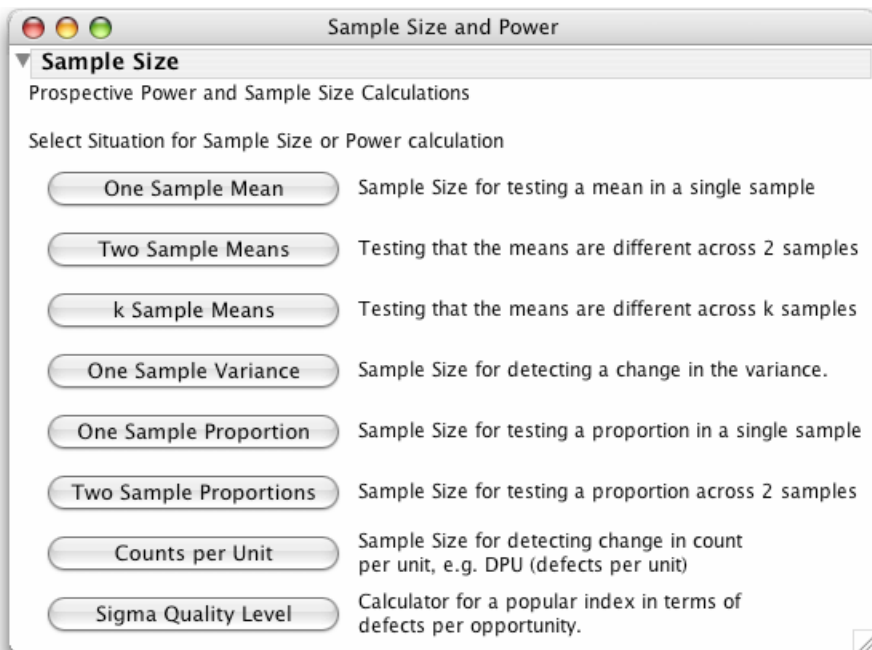 Sample Size and Power
Sample Size
Prospective Power and Sample Size Calculations
Select Situation for Sample Size or Power calculation
One Sample Mean Sample Size for testing a mean in a single sample
Two Sample Means Testing that the means are different across 2 samples
k Sample Means Testing that the means are different across k samples
One Sample Variance Sample Size for detecting a change in the variance.
One Sample Proportion Sample Size for testing a proportion in a single sample
Two Sample Proportions Sample Size for testing a proportion across 2 samples
Counts per Unit Sample Size for detecting change in count
per unit, e.g. DPU (defects per unit)
Sigma Quality Level Calculator for a popular index in terms of
defects per opportunity.